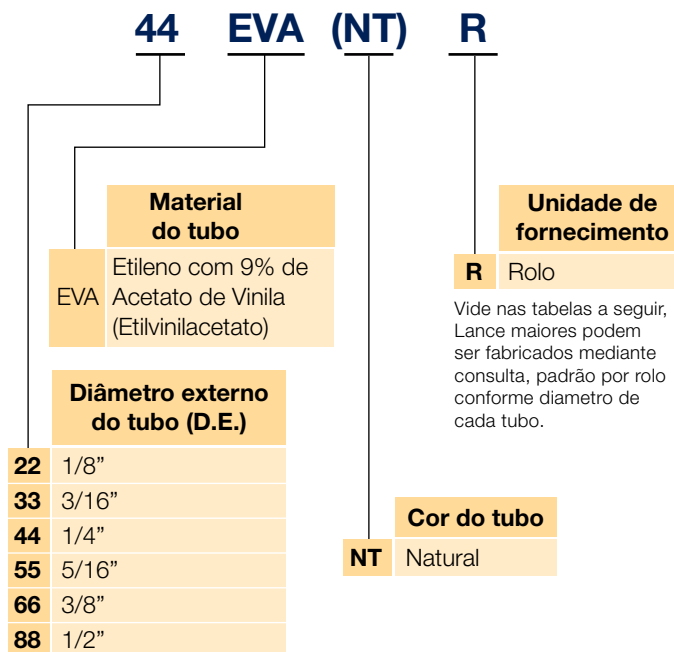 44 EVA (NT) R
Material
do tubo
EVA
Etileno com 9% de
Acetato de Vinila
(Etilvinilacetato)
Unidade de
fornecimento
R Rolo
Vide nas tabelas a seguir,
Lance maiores podem
ser fabricados mediante
consulta, padrão por rolo
conforme diametro de
cada tubo.
Diâmetro externo
do tubo (D.E.)
22 1/8”
33 3/16”
44 1/4”
55 5/16”
66 3/8”
88 1/2”
Cor do tubo
NT Natural